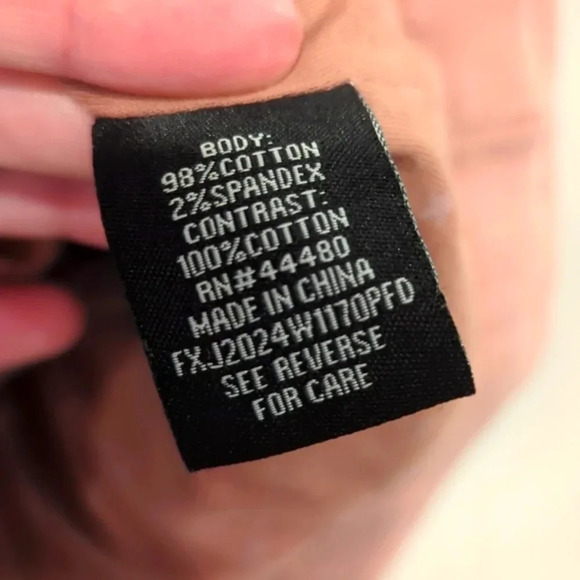 BODY:
98%COTTON
2%SPANDEX
CONTRAST:
100%COTTON
RN#44480
MADE IN CHINA
FXJ2024W1170PFD
SEE REVERSE
FOR CARE